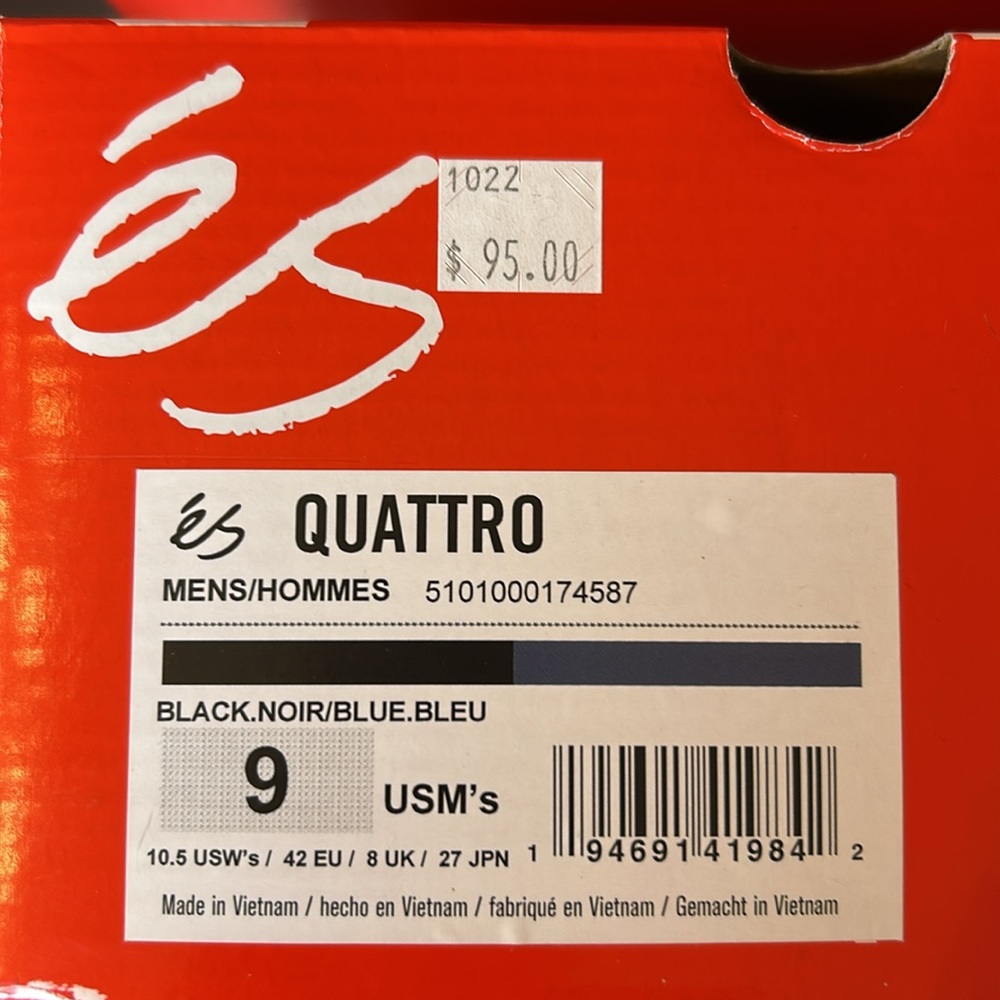 és
1022
$ 95.00
és QUATTRO
MENS/HOMMES 5101000174587
BLACK.NOIR/BLUE.BLEU
9 USM's
10.5 USW's / 42 EU / 8 UK / 27 JPN
1 94691 41984 2
Made in Vietnam / hecho en Vietnam / fabriqué en Vietnam / Gemacht in Vietnam